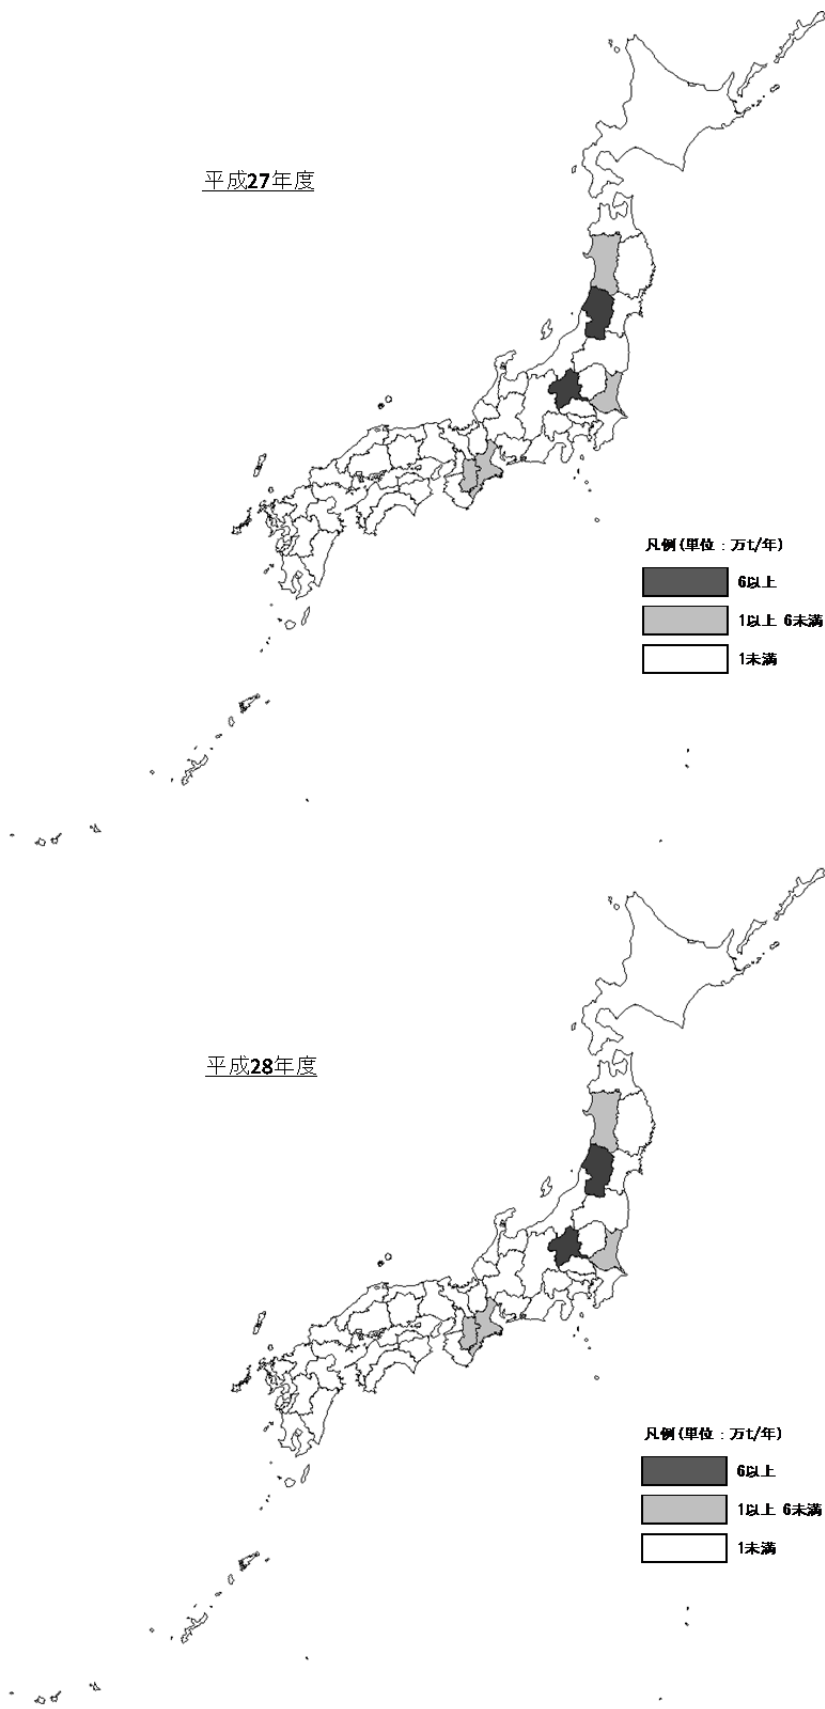 平成27年度
凡例(単位：万t/年)
6以上
1以上 6未満
1未満
平成28年度
凡例(単位：万t/年)
6以上
1以上 6未満
1未満